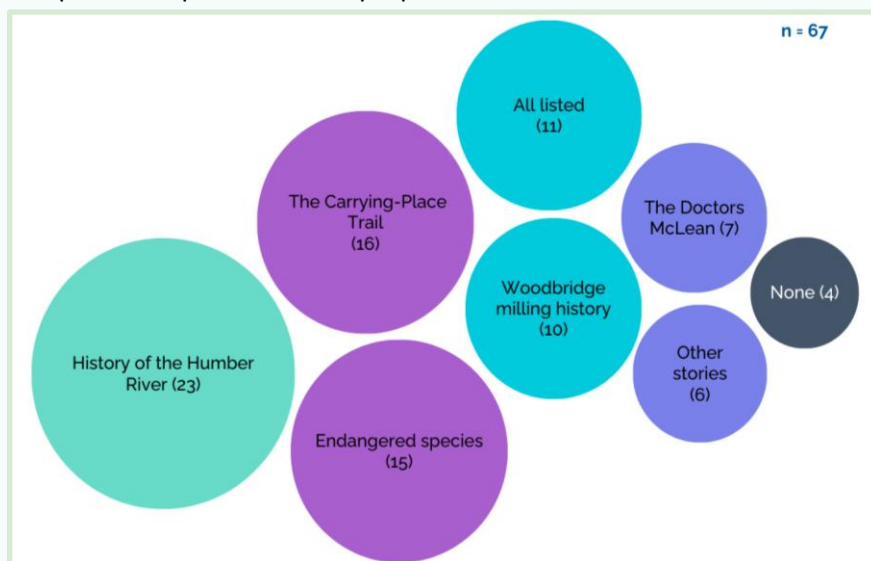 n = 67
All listed
(11)
The Carrying-Place
Trail
(16)
The Doctors
McLean (7)
None (4)
Woodbridge
milling history
(10)
History of the Humber
River (23)
Other
stories
(6)
Endangered species
(15)